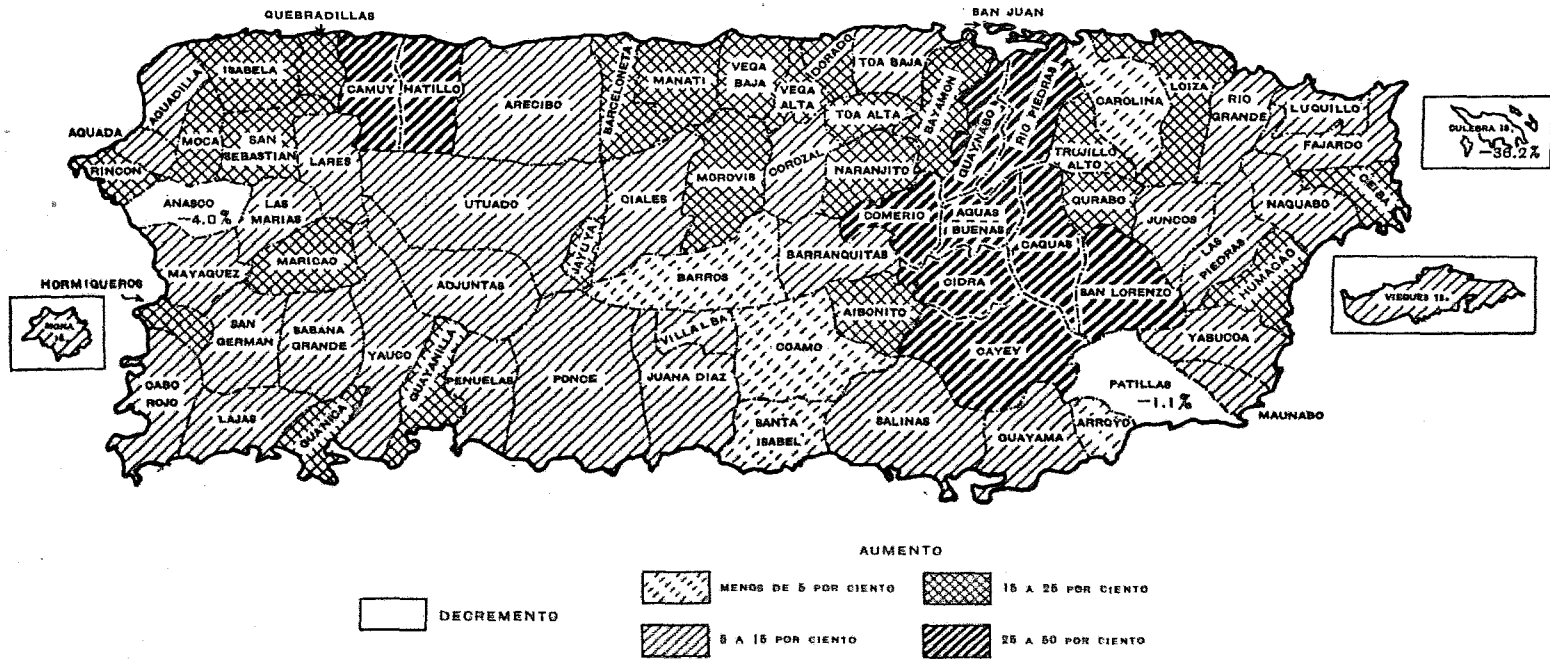 QUEBRADILLAS
SAN JUAN
AGUADILLA
ISABELA
CAMUY
HATILLO
ARECIBO
BARCELONETA
MANATI
VEGA
BAJA
VEGA
ALTA
DORADO
TOA BAJA
TOA ALTA
BAYAMON
GUAYNABO
RIO PIEDRAS
CAROLINA
LOIZA
RIO
GRANDE
LUQUILLO
FAJARDO
CULEBRA IS.
-36.2%
AGUADA
MOCA
SAN
SEBASTIAN
LARES
RINCON
TRUJILLO
ALTO
CEIBA
NAGUABO
ANASCO
-4.0%
LAS
MARIAS
UTUADO
CIALES
MOROVIS
COROZAL
NARANJITO
COMERIO
AGUAS
BUENAS
CAGUAS
GURABO
JUNCOS
LAS
PIEDRAS
HUMACAO
MARICAO
MAYAGUEZ
JAYUYA
BARROS
BARRANQUITAS
CIDRA
SAN LORENZO
HORMIGUEROS
MONA
IS.
VIEQUES IS.
ADJUNTAS
AIBONITO
SAN
GERMAN
SABANA
GRANDE
YAUCO
GUAYANILLA
PENUELAS
PONCE
VILLALBA
JUANA DIAZ
COAMO
CAYEY
YABUCOA
PATILLAS
-1.1%
MAUNABO
CABO
ROJO
LAJAS
GUANICA
SANTA
ISABEL
SALINAS
GUAYAMA
ARROYO
AUMENTO
DECREMENTO
MENOS DE 5 POR CIENTO
15 A 25 POR CIENTO
5 A 15 POR CIENTO
25 A 50 POR CIENTO